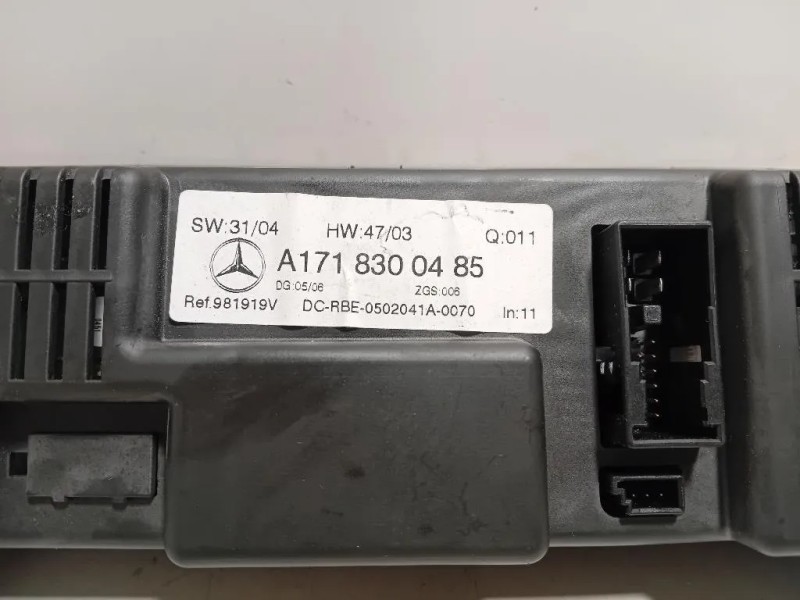 SW:31/04 HW:47/03 Q:011
A171 830 04 85
DG:05/06 ZGS:006
Ref.981919V DC-RBE-0502041A-0070 In:11